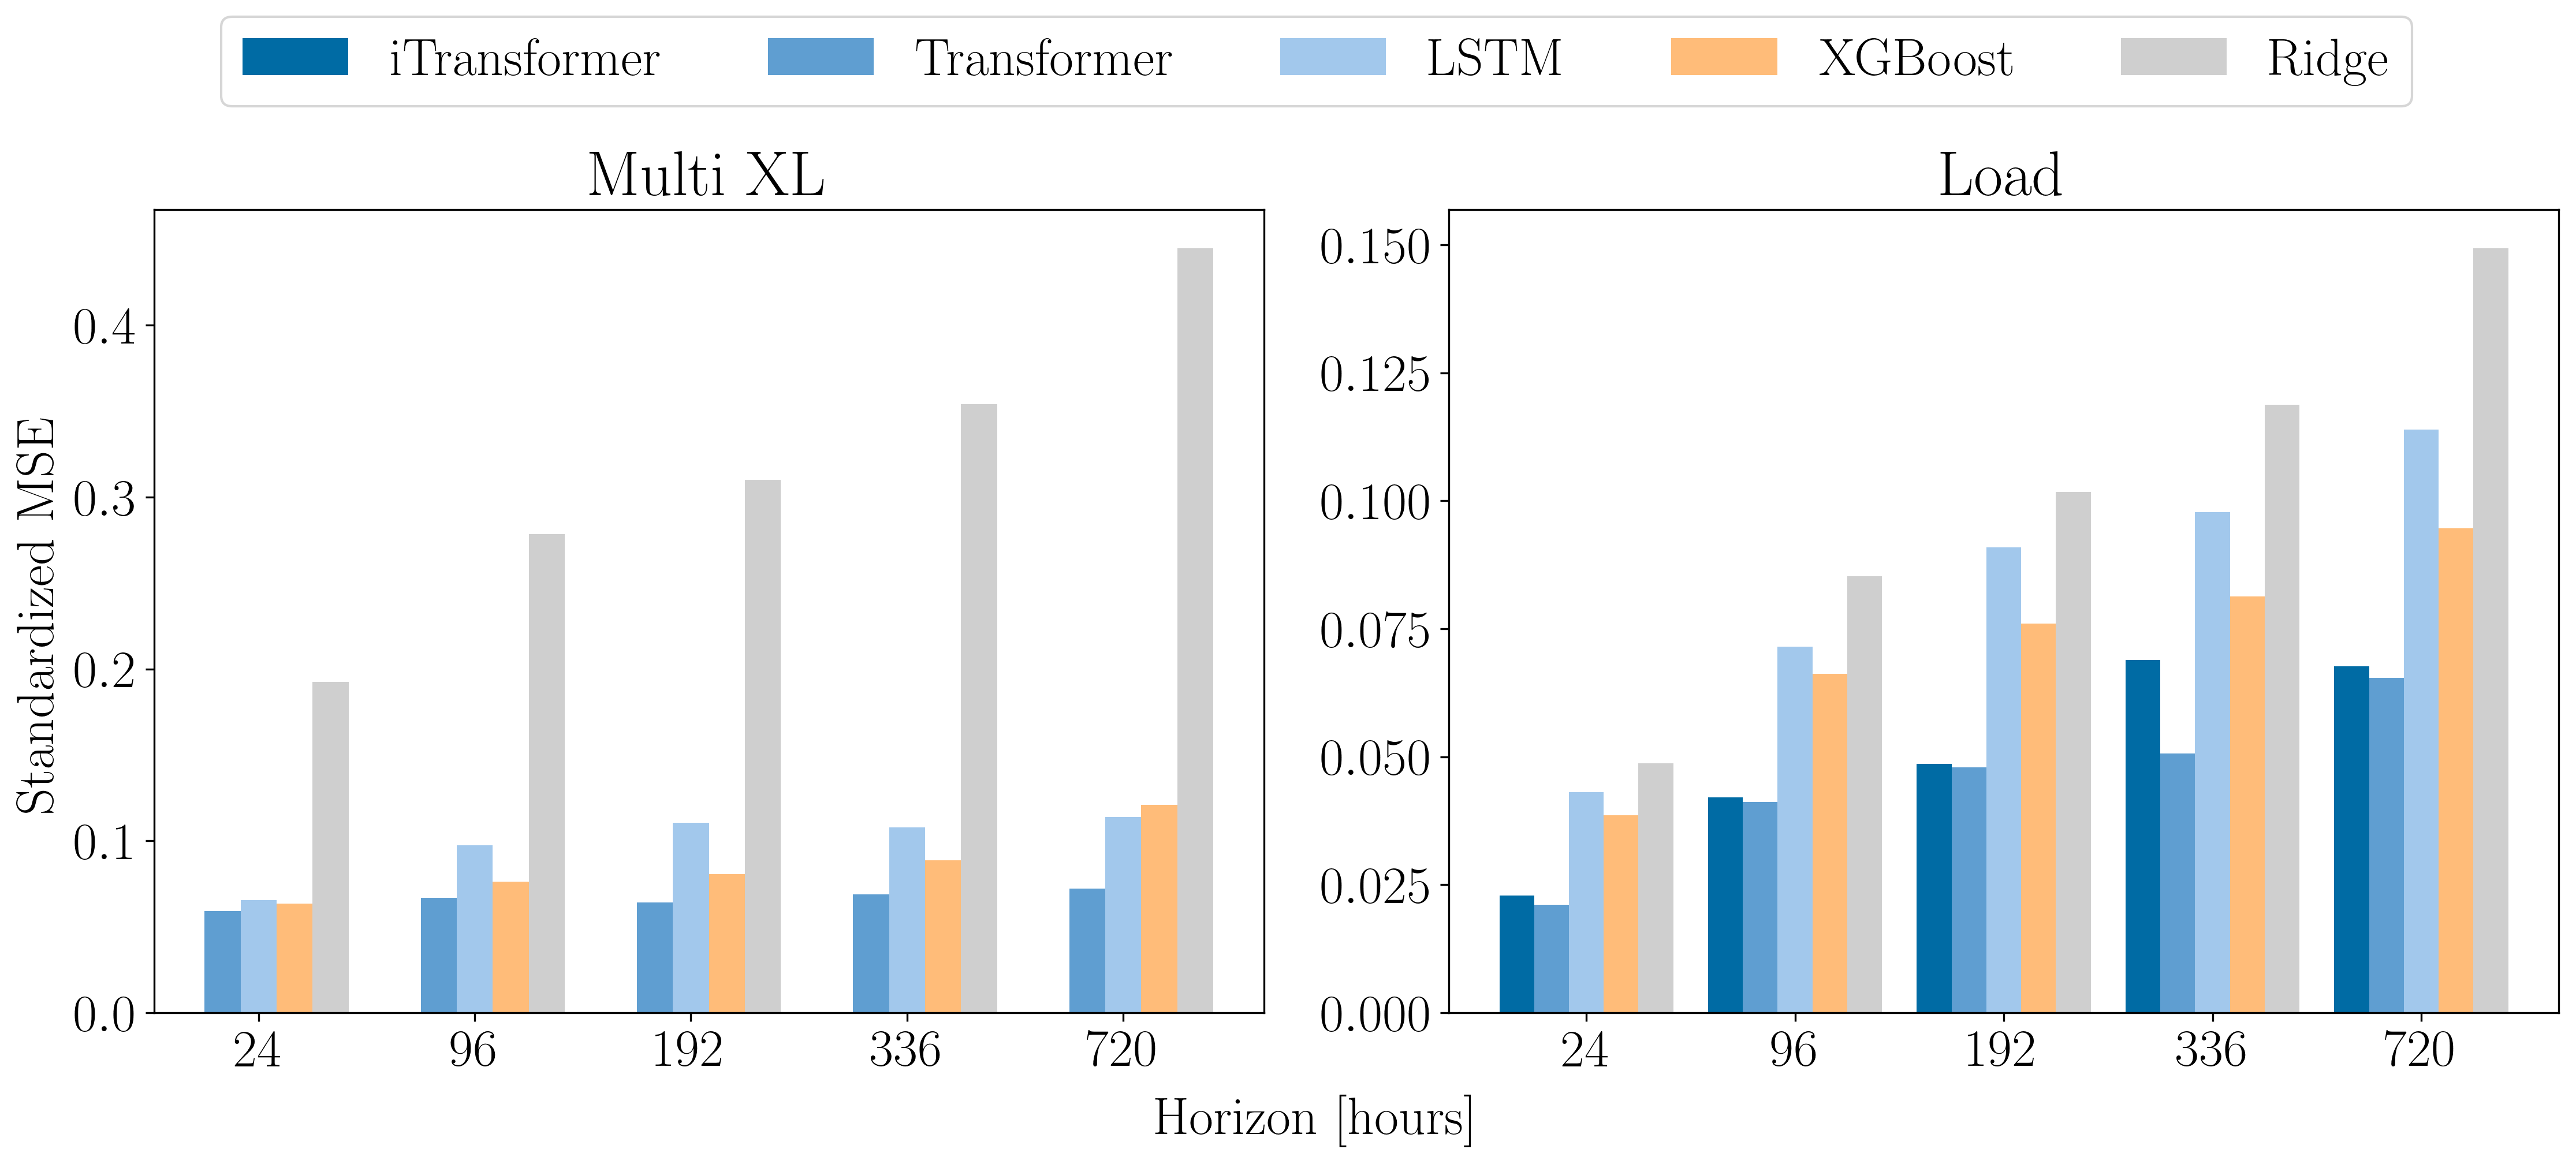 iTransformer Transformer LSTM XGBoost Ridge
Multi XL
Load
Standardized MSE
0.4
0.3
0.2
0.1
0.0
24 96 192 336 720
0.150
0.125
0.100
0.075
0.050
0.025
0.000
24 96 192 336 720
Horizon [hours]